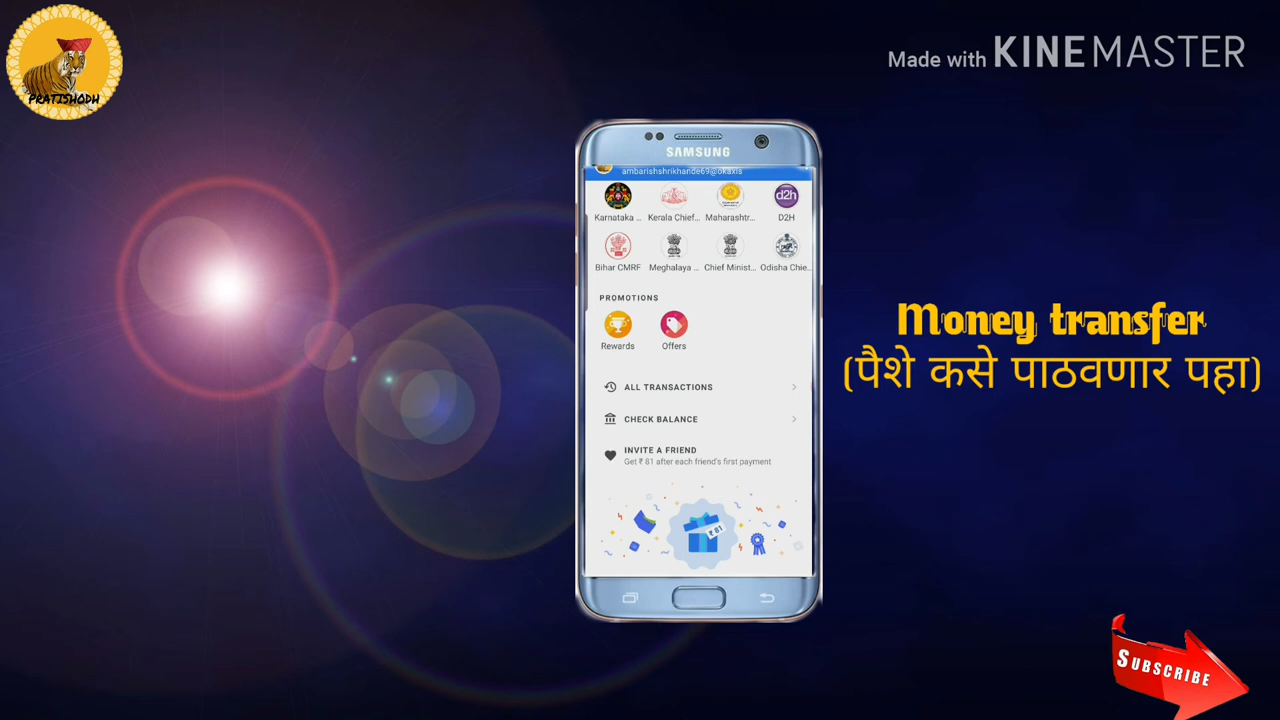 PRATISHODH
Made with KINEMASTER
SAMSUNG
ambarishshrikhande69@okaxis
Karnataka ... Kerala Chief... Maharashtr... D2H
d2h
Bihar CMRF Meghalaya ... Chief Minist... Odisha Chie...
PROMOTIONS
Rewards Offers
ALL TRANSACTIONS
CHECK BALANCE
INVITE A FRIEND
Get ₹ 81 after each friend's first payment
₹ 81
Money transfer
(पैशे कसे पाठवणार पहा)
SUBSCRIBE